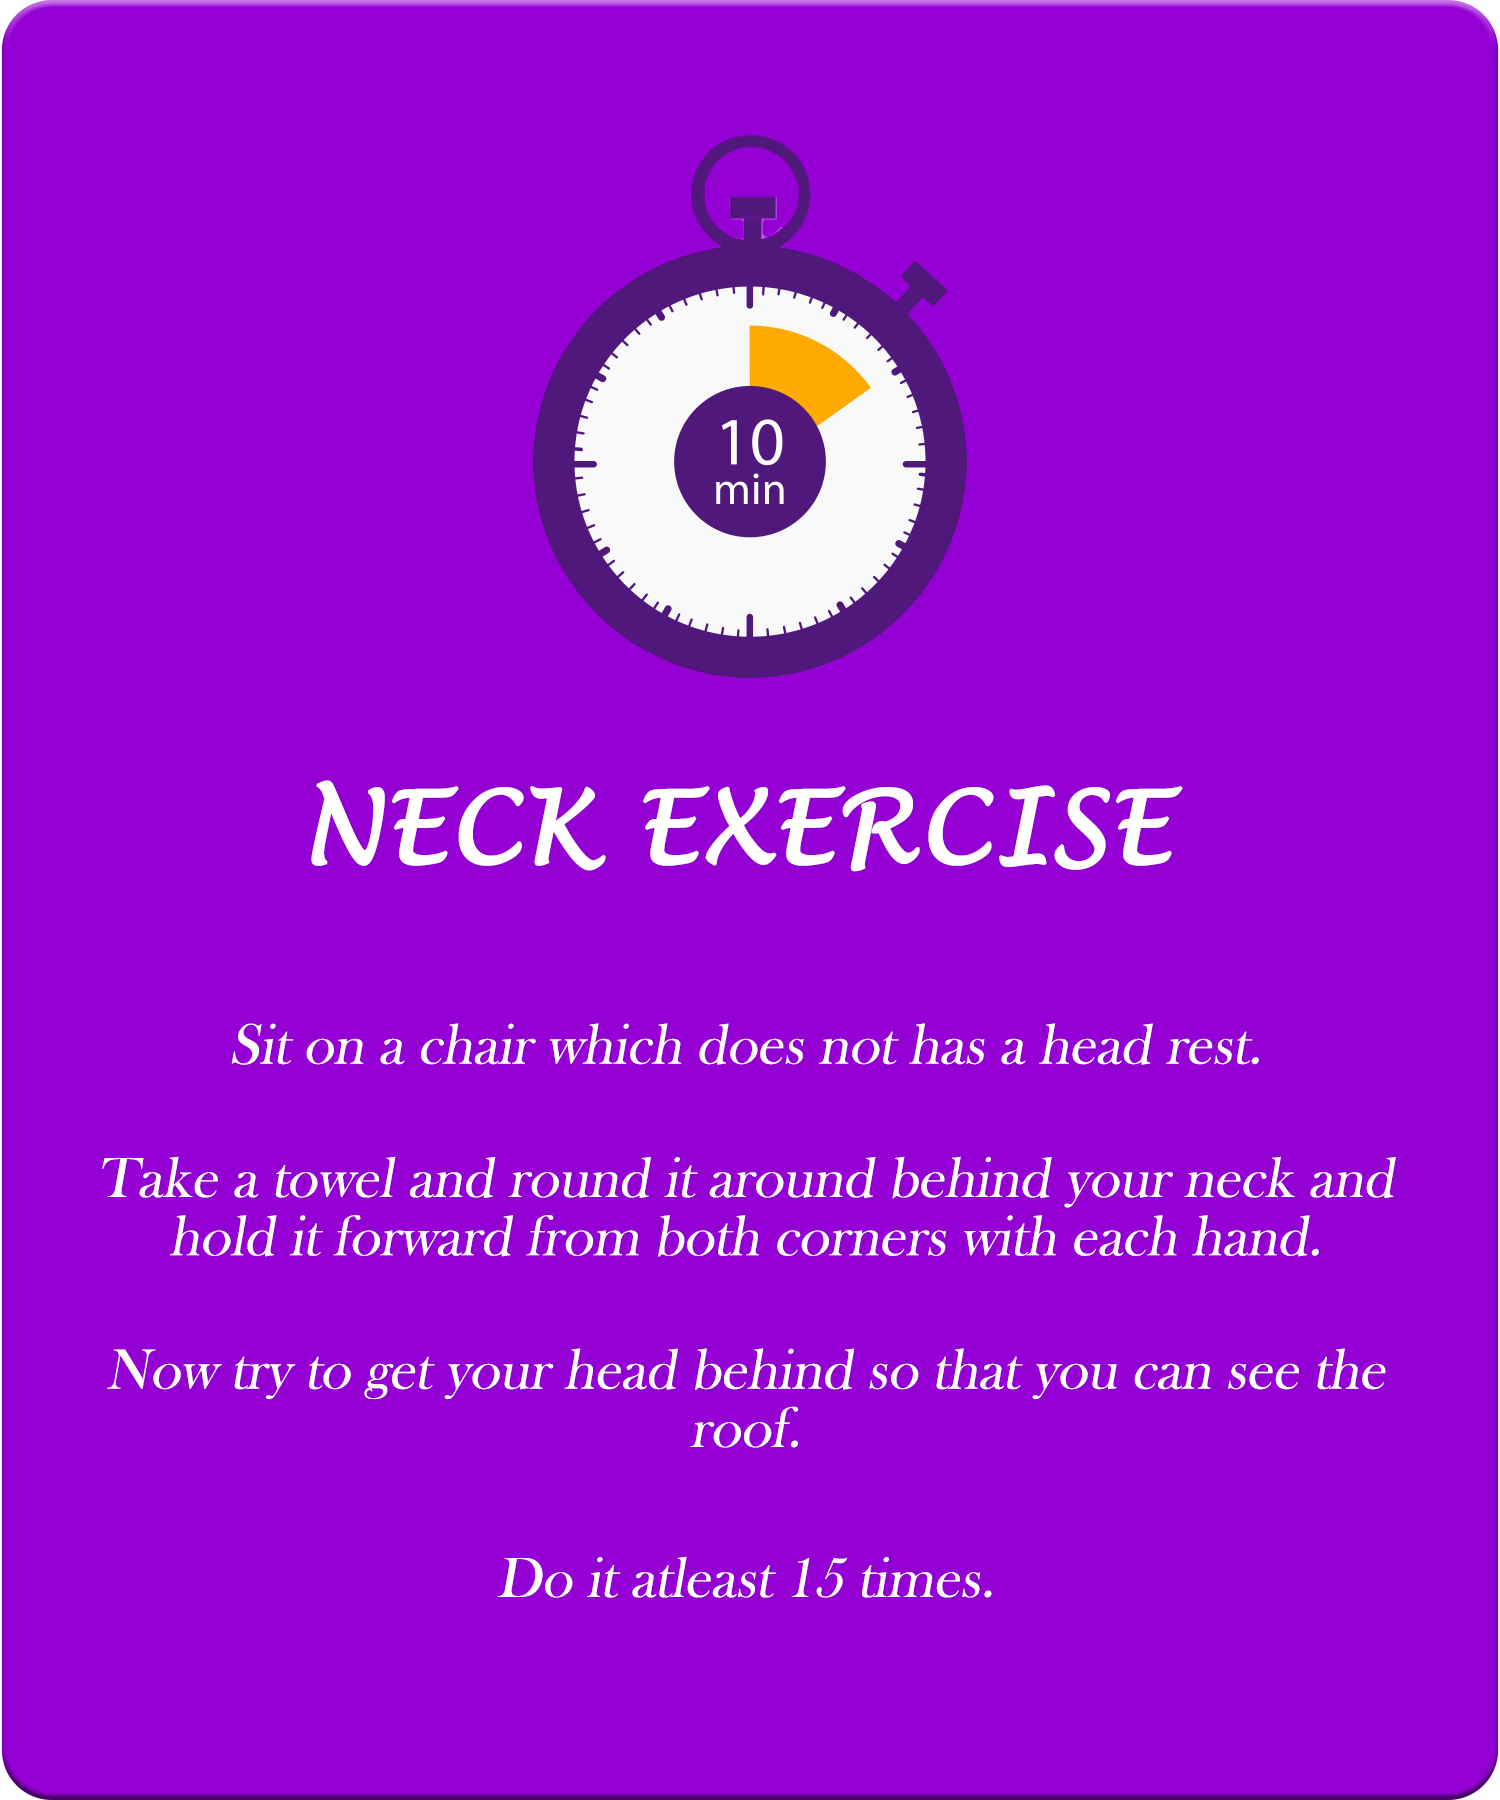 10
min
NECK EXERCISE
Sit on a chair which does not has a head rest.
Take a towel and round it around behind your neck and
hold it forward from both corners with each hand.
Now try to get your head behind so that you can see the
roof.
Do it atleast 15 times.